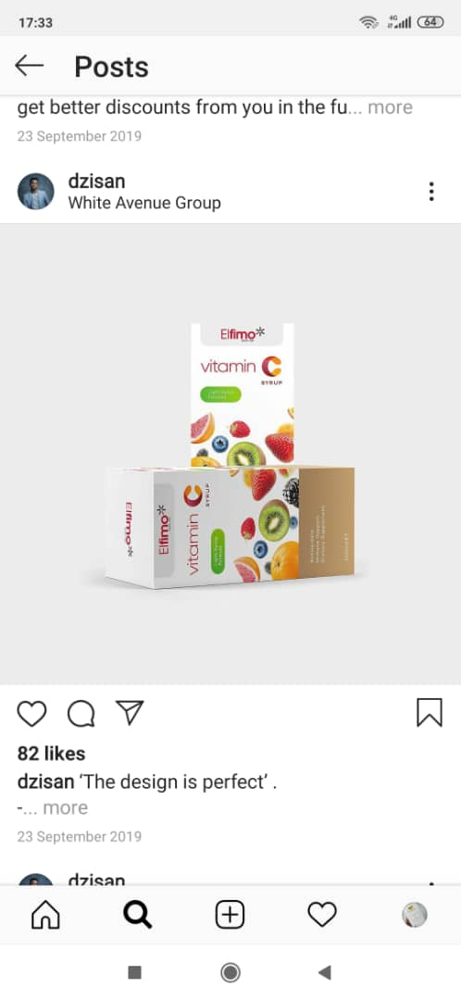 17:33
4G
64
Posts
get better discounts from you in the fu... more
23 September 2019
dzisan
White Avenue Group
Elfimo*
vitamin C
SYRUP
Elfimo*
Elfimo*
vitamin C
SYRUP
82 likes
dzisan ‘The design is perfect’ .
-... more
23 September 2019
dzisan